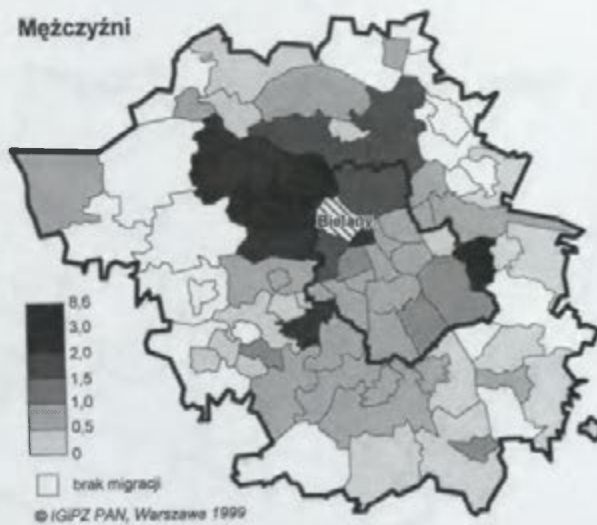 Mężczyźni
Bielany
8,6
3,0
2,0
1,5
1,0
0,5
0
brak migracji
© IGiPZ PAN, Warszawa 1999